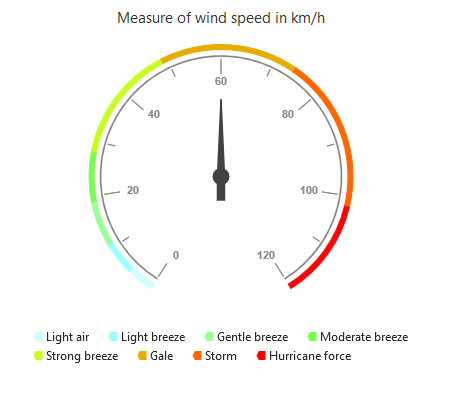 Measure of wind speed in km/h
60
40
80
20
100
0
120
Light air Light breeze Gentle breeze Moderate breeze
Strong breeze Gale Storm Hurricane force